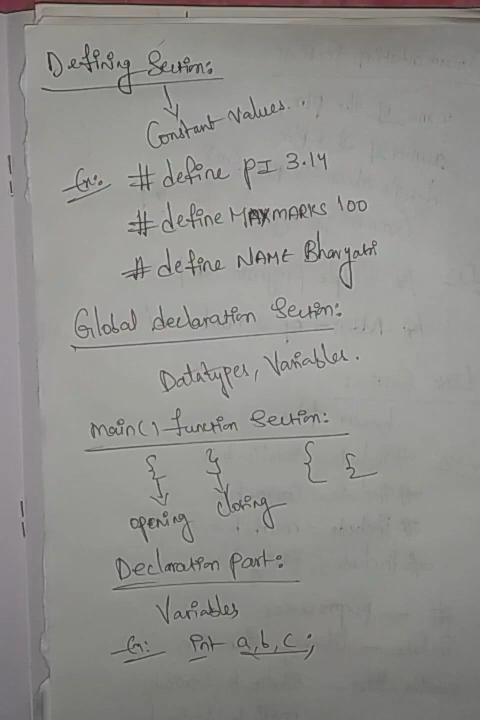 Defining Section:
Constant Values...
Ex: # define PI 3.14
# define MAXMARKS 100
# define NAME
Global declaration Section:
Datatypes, Variables.
main() function Section:
{ } { {
opening closing
Declaration part:
Variables
Ex: int a, b, c;